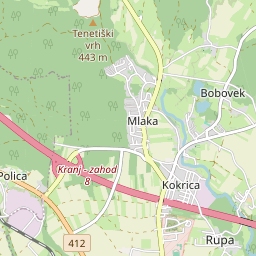 Tenetiški
vrh
443 m
Bobovek
Mlaka
Kranj - zahod
8
Polica
Kokrica
412
Rupa